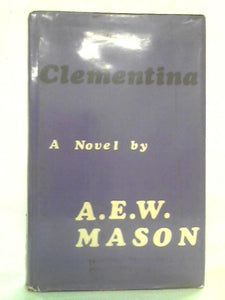 Clementina
A Novel by
A.E.W.
MASON